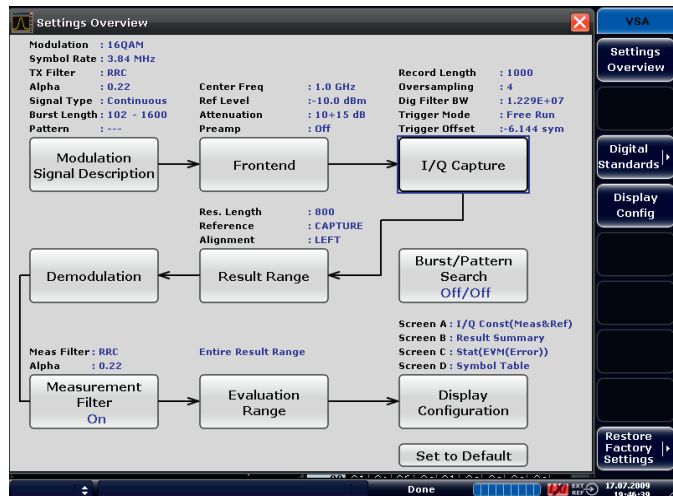 Settings Overview
VSA
Modulation : 16QAM
Symbol Rate : 3.84 MHz
TX Filter : RRC
Alpha : 0.22
Signal Type : Continuous
Burst Length : 102 - 1600
Pattern : ---
Center Freq : 1.0 GHz
Ref Level :-10.0 dBm
Attenuation : 10+15 dB
Preamp : Off
Record Length : 1000
Oversampling : 4
Dig Filter BW : 1.229E+07
Trigger Mode : Free Run
Trigger Offset :-6.144 sym
Modulation
Signal Description
Frontend
I/Q Capture
Res. Length : 800
Reference : CAPTURE
Alignment : LEFT
Demodulation
Result Range
Burst/Pattern
Search
Off/Off
Screen A : I/Q Const(Meas&Ref)
Screen B : Result Summary
Screen C : Stat(EVM(Error))
Screen D : Symbol Table
Meas Filter : RRC
Alpha : 0.22
Entire Result Range
Measurement
Filter
On
Evaluation
Range
Display
Configuration
Set to Default
Settings
Overview
Digital
Standards
Display
Config
Restore
Factory
Settings
Done
EXT
REF
17.07.2009
19:46:39